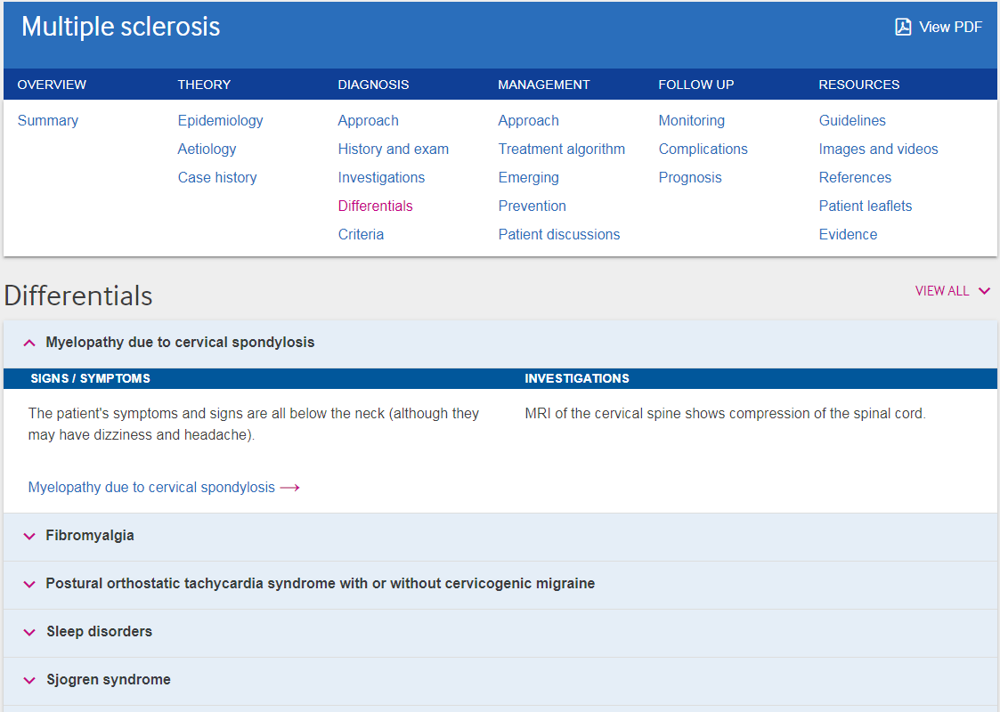 Multiple sclerosis
View PDF
OVERVIEW THEORY DIAGNOSIS MANAGEMENT FOLLOW UP RESOURCES
Summary Epidemiology Approach Approach Monitoring Guidelines
Aetiology History and exam Treatment algorithm Complications Images and videos
Case history Investigations Emerging Prognosis References
Differentials Prevention Patient leaflets
Criteria Patient discussions Evidence
Differentials
VIEW ALL
Myelopathy due to cervical spondylosis
SIGNS / SYMPTOMS INVESTIGATIONS
The patient's symptoms and signs are all below the neck (although they
may have dizziness and headache).
MRI of the cervical spine shows compression of the spinal cord.
Myelopathy due to cervical spondylosis
Fibromyalgia
Postural orthostatic tachycardia syndrome with or without cervicogenic migraine
Sleep disorders
Sjogren syndrome